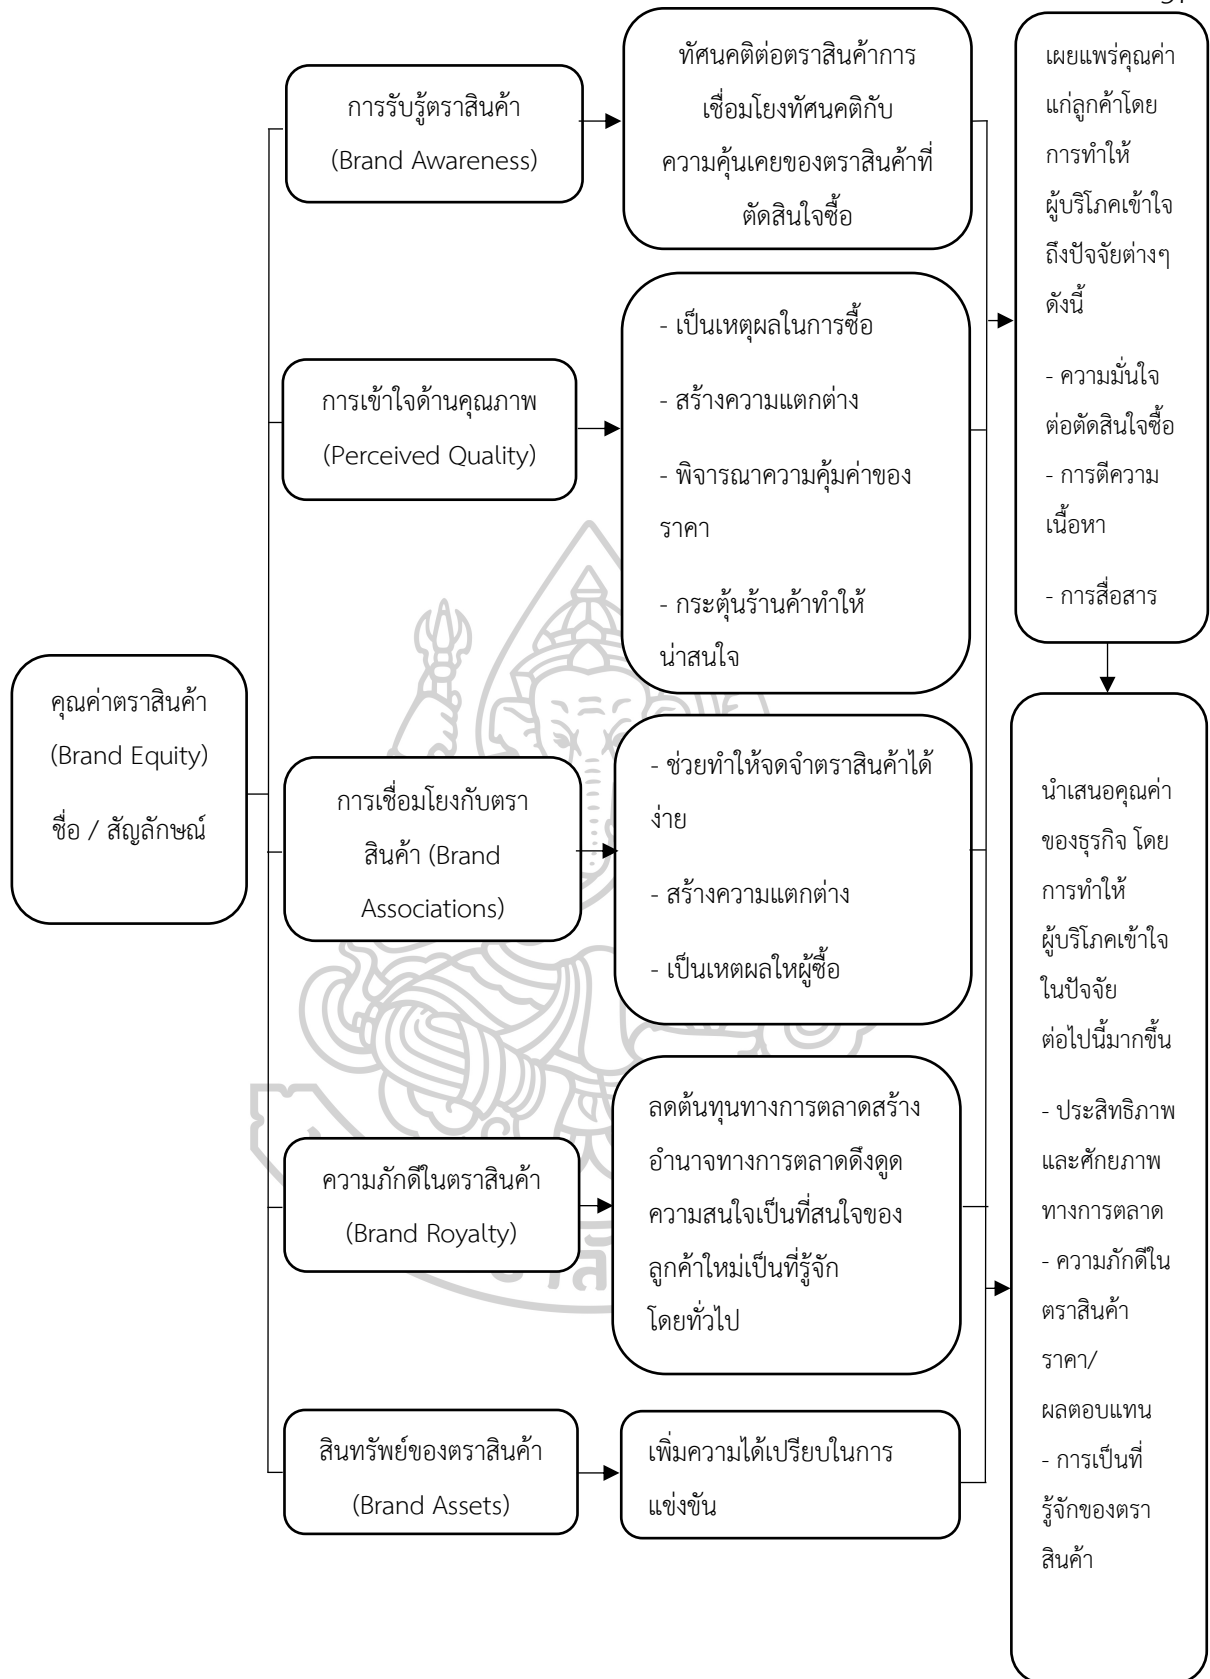 คุณค่าตราสินค้า
(Brand Equity)
ชื่อ / สัญลักษณ์
การรับรู้ตราสินค้า
(Brand Awareness)
ทัศนคติต่อตราสินค้าการ
เชื่อมโยงทัศนคติกับ
ความคุ้นเคยของตราสินค้าที่
ตัดสินใจซื้อ
การเข้าใจด้านคุณภาพ
(Perceived Quality)
- เป็นเหตุผลในการซื้อ
- สร้างความแตกต่าง
- พิจารณาความคุ้มค่าของ
ราคา
- กระตุ้นร้านค้าทำให้
น่าสนใจ
การเชื่อมโยงกับตรา
สินค้า (Brand
Associations)
- ช่วยทำให้จดจำตราสินค้าได้
ง่าย
- สร้างความแตกต่าง
- เป็นเหตผลใหผู้ซื้อ
ความภักดีในตราสินค้า
(Brand Royalty)
ลดต้นทุนทางการตลาดสร้าง
อำนาจทางการตลาดดึงดูด
ความสนใจเป็นที่สนใจของ
ลูกค้าใหม่เป็นที่รู้จัก
โดยทั่วไป
สินทรัพย์ของตราสินค้า
(Brand Assets)
เพิ่มความได้เปรียบในการ
แข่งขัน
เผยแพร่คุณค่า
แก่ลูกค้าโดย
การทำให้
ผู้บริโภคเข้าใจ
ถึงปัจจัยต่างๆ
ดังนี้
- ความมั่นใจ
ต่อตัดสินใจซื้อ
- การตีความ
เนื้อหา
- การสื่อสาร
นำเสนอคุณค่า
ของธุรกิจ โดย
การทำให้
ผู้บริโภคเข้าใจ
ในปัจจัย
ต่อไปนี้มากขึ้น
- ประสิทธิภาพ
และศักยภาพ
ทางการตลาด
- ความภักดีใน
ตราสินค้า
ราคา/
ผลตอบแทน
- การเป็นที่
รู้จักของตรา
สินค้า